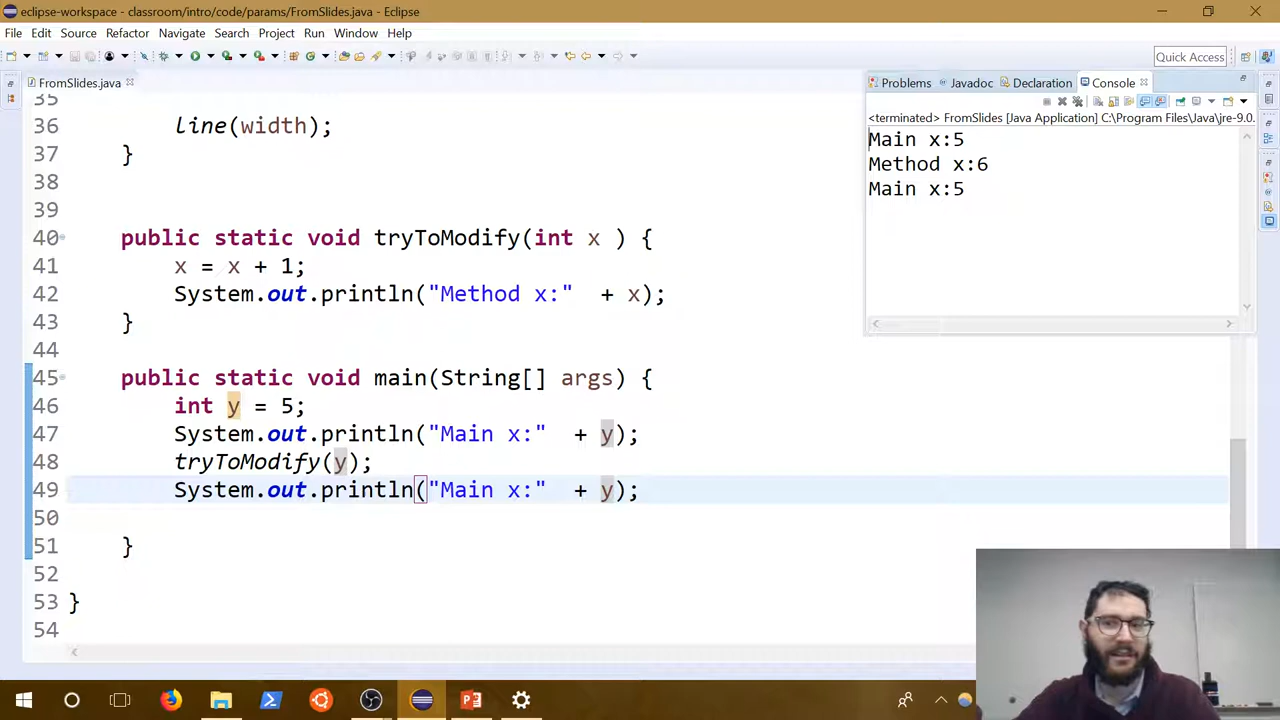 eclipse-workspace - classroom/intro/code/params/FromSlides.java - Eclipse
File Edit Source Refactor Navigate Search Project Run Window Help
Quick Access
FromSlides.java
35
36 line(width);
37 }
38
39
40 public static void tryToModify(int x ) {
41 x = x + 1;
42 System.out.println("Method x:" + x);
43 }
44
45 public static void main(String[] args) {
46 int y = 5;
47 System.out.println("Main x:" + y);
48 tryToModify(y);
49 System.out.println("Main x:" + y);
50
51 }
52
53 }
54
Problems Javadoc Declaration Console
<terminated> FromSlides [Java Application] C:\Program Files\Java\jre-9.0.
Main x:5
Method x:6
Main x:5